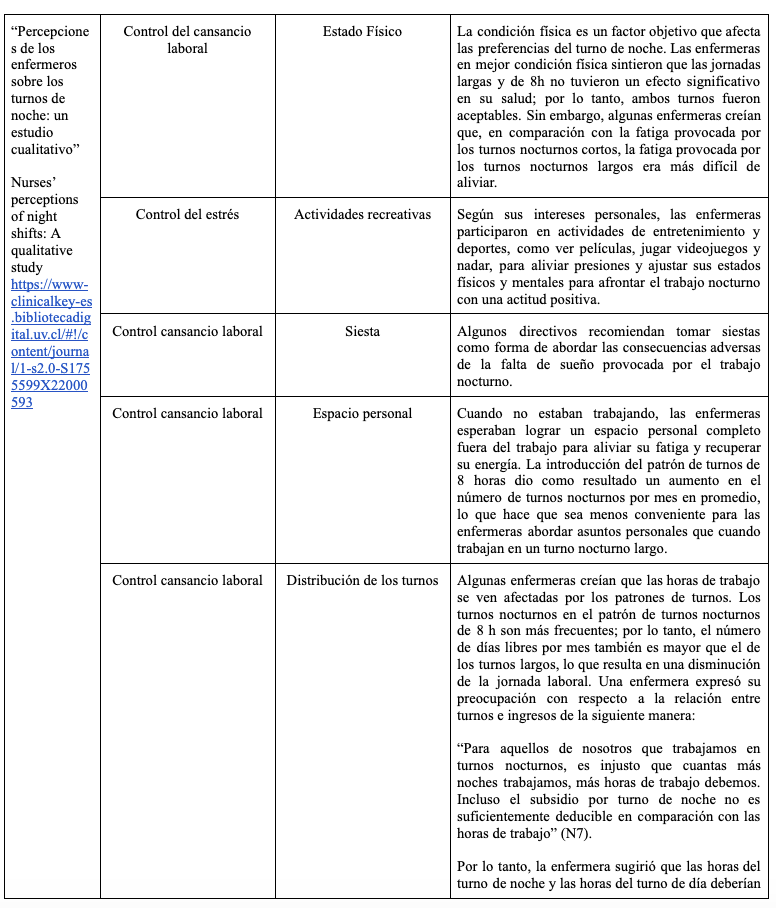 “Percepcione
s de los
enfermeros
sobre los
turnos de
noche: un
estudio
cualitativo”
Nurses’
perceptions
of night
shifts: A
qualitative
study
https://www-
clinicalkey-es
.bibliotecadig
ital.uv.cl/#!/c
ontent/journa
l/1-s2.0-S175
5599X22000
593
Control del cansancio
laboral
Estado Físico
La condición física es un factor objetivo que afecta
las preferencias del turno de noche. Las enfermeras
en mejor condición física sintieron que las jornadas
largas y de 8h no tuvieron un efecto significativo
en su salud; por lo tanto, ambos turnos fueron
aceptables. Sin embargo, algunas enfermeras creían
que, en comparación con la fatiga provocada por
los turnos nocturnos cortos, la fatiga provocada por
los turnos nocturnos largos era más difícil de
aliviar.
Control del estrés
Actividades recreativas
Según sus intereses personales, las enfermeras
participaron en actividades de entretenimiento y
deportes, como ver películas, jugar videojuegos y
nadar, para aliviar presiones y ajustar sus estados
físicos y mentales para afrontar el trabajo nocturno
con una actitud positiva.
Control cansancio laboral
Siesta
Algunos directivos recomiendan tomar siestas
como forma de abordar las consecuencias adversas
de la falta de sueño provocada por el trabajo
nocturno.
Control cansancio laboral
Espacio personal
Cuando no estaban trabajando, las enfermeras
esperaban lograr un espacio personal completo
fuera del trabajo para aliviar su fatiga y recuperar
su energía. La introducción del patrón de turnos de
8 horas dio como resultado un aumento en el
número de turnos nocturnos por mes en promedio,
lo que hace que sea menos conveniente para las
enfermeras abordar asuntos personales que cuando
trabajan en un turno nocturno largo.
Control cansancio laboral
Distribución de los turnos
Algunas enfermeras creían que las horas de trabajo
se ven afectadas por los patrones de turnos. Los
turnos nocturnos en el patrón de turnos nocturnos
de 8 h son más frecuentes; por lo tanto, el número
de días libres por mes también es mayor que el de
los turnos largos, lo que resulta en una disminución
de la jornada laboral. Una enfermera expresó su
preocupación con respecto a la relación entre
turnos e ingresos de la siguiente manera:
“Para aquellos de nosotros que trabajamos en
turnos nocturnos, es injusto que cuantas más
noches trabajamos, más horas de trabajo debemos.
Incluso el subsidio por turno de noche no es
suficientemente deducible en comparación con las
horas de trabajo” (N7).
Por lo tanto, la enfermera sugirió que las horas del
turno de noche y las horas del turno de día deberían